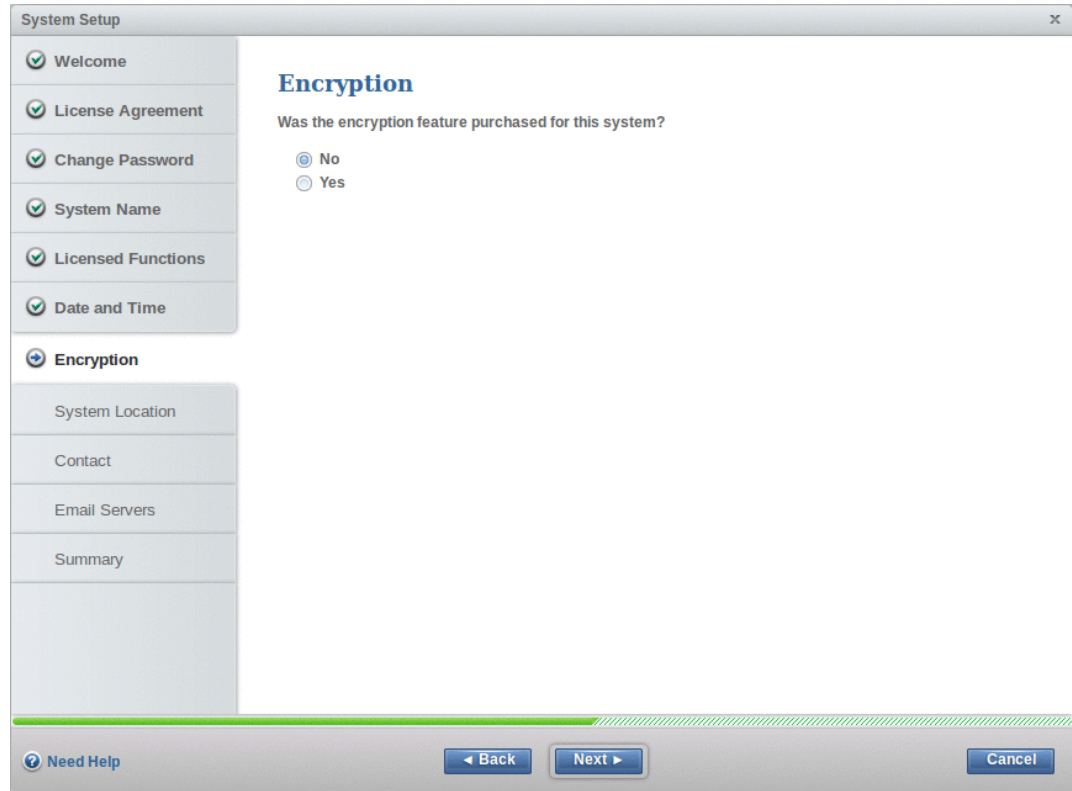 System Setup x
Welcome
License Agreement
Change Password
System Name
Licensed Functions
Date and Time
Encryption
System Location
Contact
Email Servers
Summary
Encryption
Was the encryption feature purchased for this system?
No
Yes
? Need Help
◄ Back
Next ►
Cancel